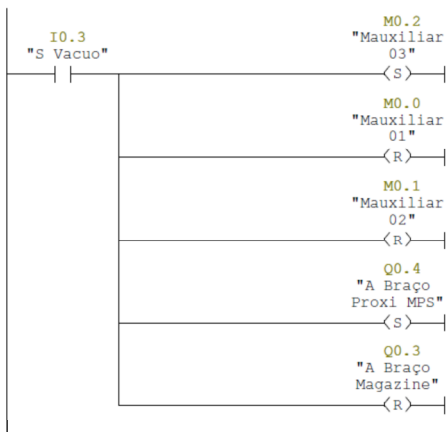 M0.2
I0.3
"Mauxiliar
"S Vacuo"
03"
S
M0.0
"Mauxiliar
01"
R
M0.1
"Mauxiliar
02"
R
Q0.4
"A Braço
Proxi MPS"
S
Q0.3
"A Braço
Magazine"
R